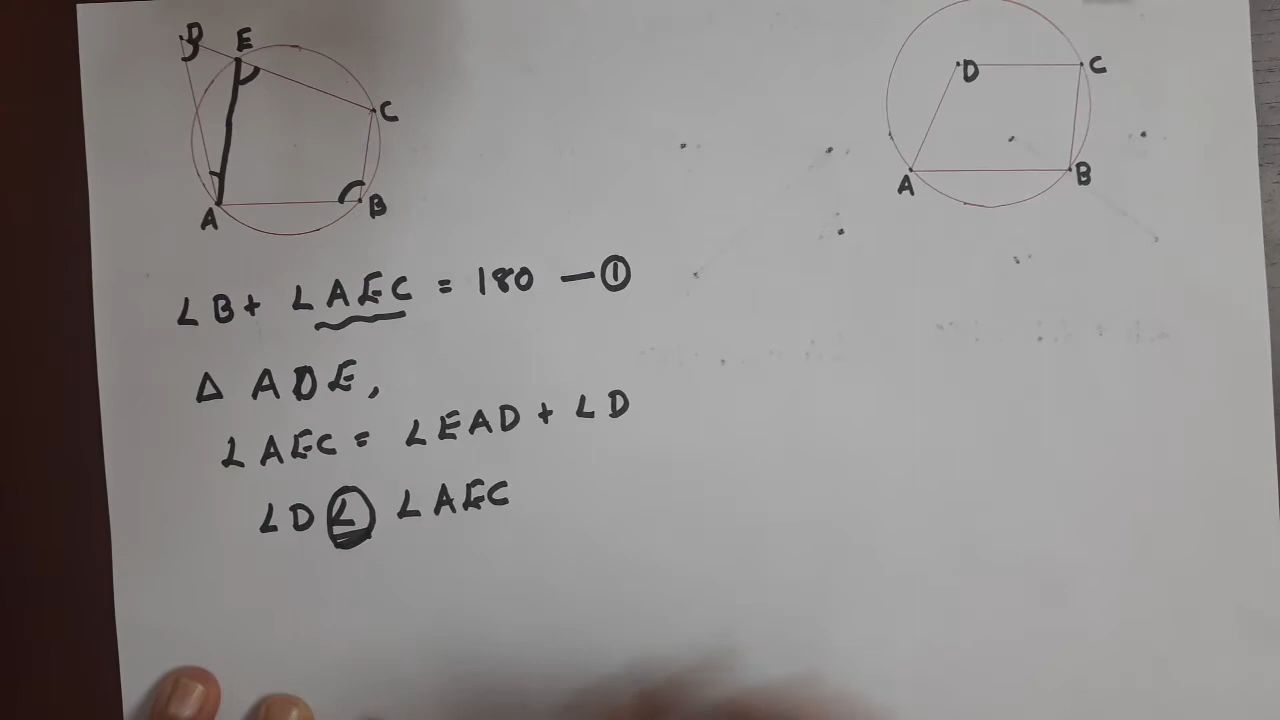 D E
C
A B
D C
A B
∠B + ∠AEC = 180 — ①
Δ ADE,
∠AEC = ∠EAD + ∠D
∠D < ∠AEC